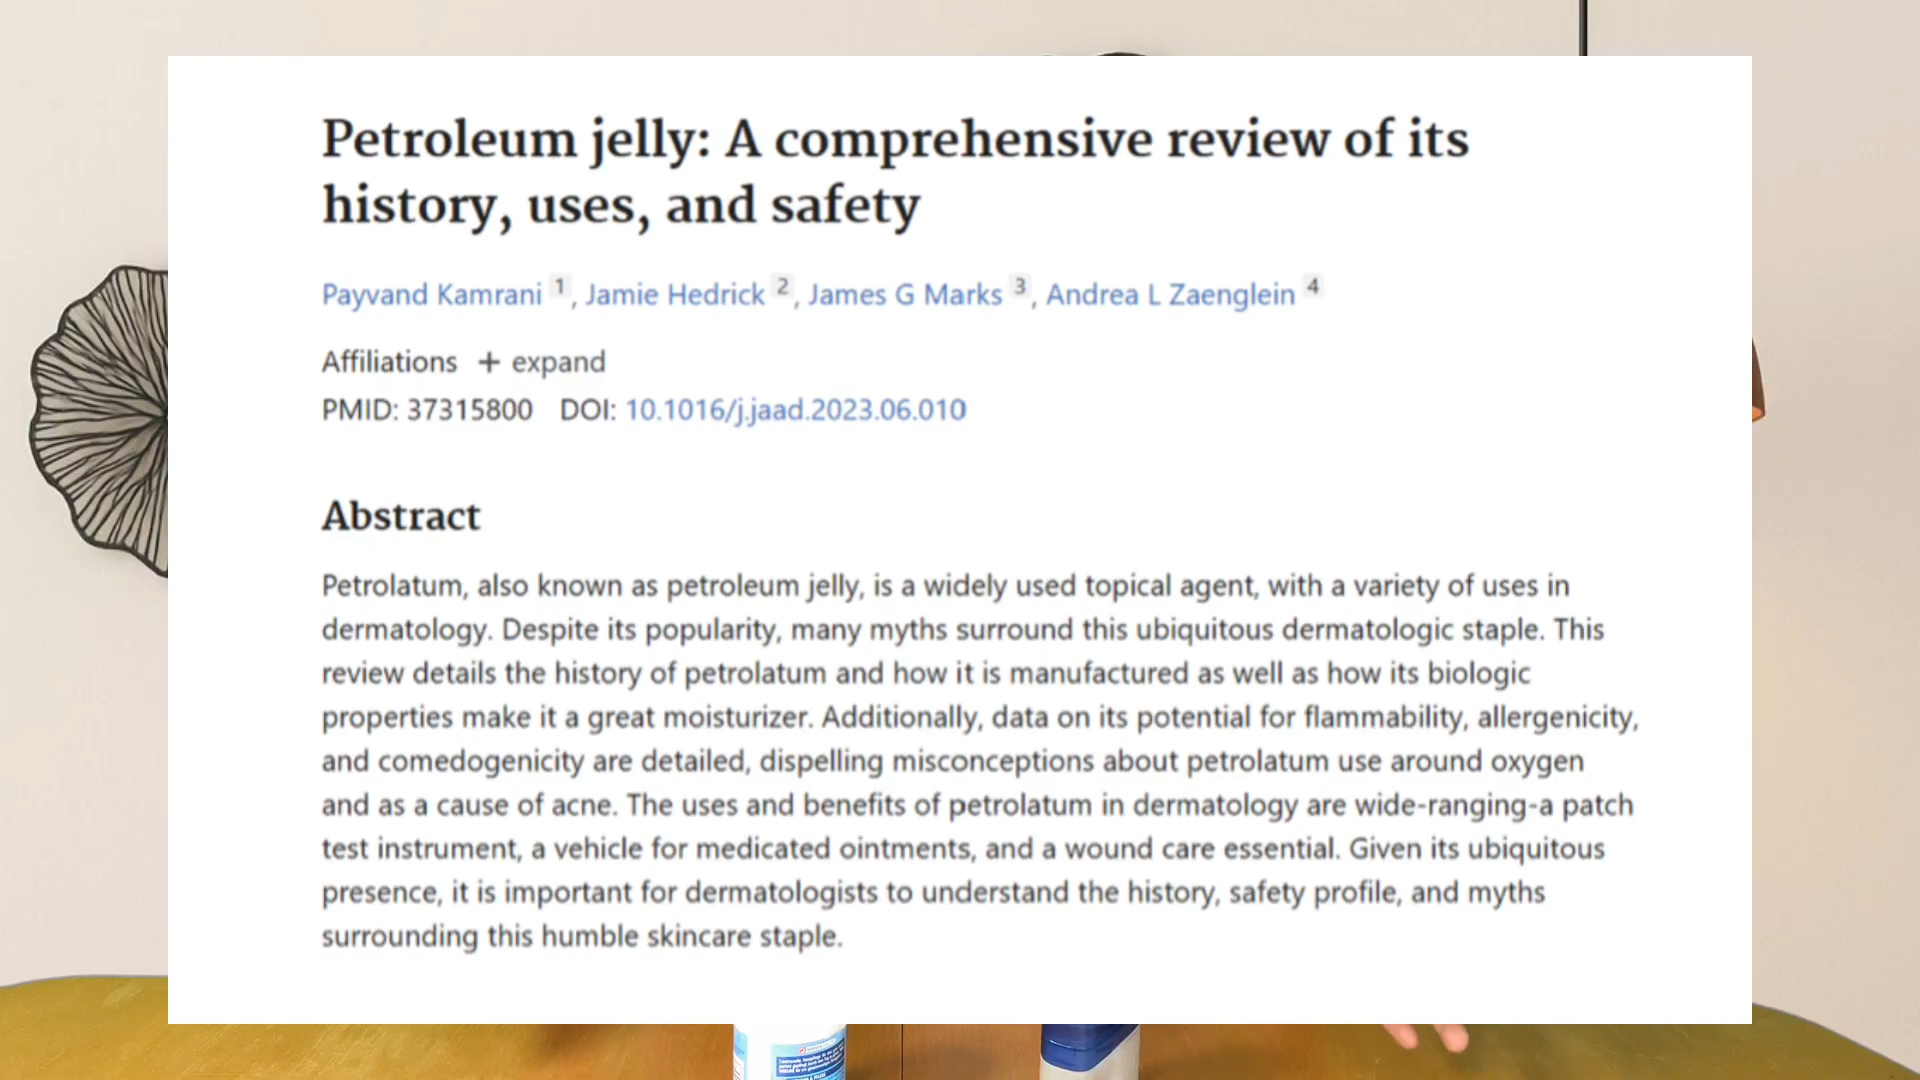 Petroleum jelly: A comprehensive review of its
history, uses, and safety
Payvand Kamrani 1, Jamie Hedrick 2, James G Marks 3, Andrea L Zaenglein 4
Affiliations + expand
PMID: 37315800 DOI: 10.1016/j.jaad.2023.06.010
Abstract
Petrolatum, also known as petroleum jelly, is a widely used topical agent, with a variety of uses in
dermatology. Despite its popularity, many myths surround this ubiquitous dermatologic staple. This
review details the history of petrolatum and how it is manufactured as well as how its biologic
properties make it a great moisturizer. Additionally, data on its potential for flammability, allergenicity,
and comedogenicity are detailed, dispelling misconceptions about petrolatum use around oxygen
and as a cause of acne. The uses and benefits of petrolatum in dermatology are wide-ranging-a patch
test instrument, a vehicle for medicated ointments, and a wound care essential. Given its ubiquitous
presence, it is important for dermatologists to understand the history, safety profile, and myths
surrounding this humble skincare staple.